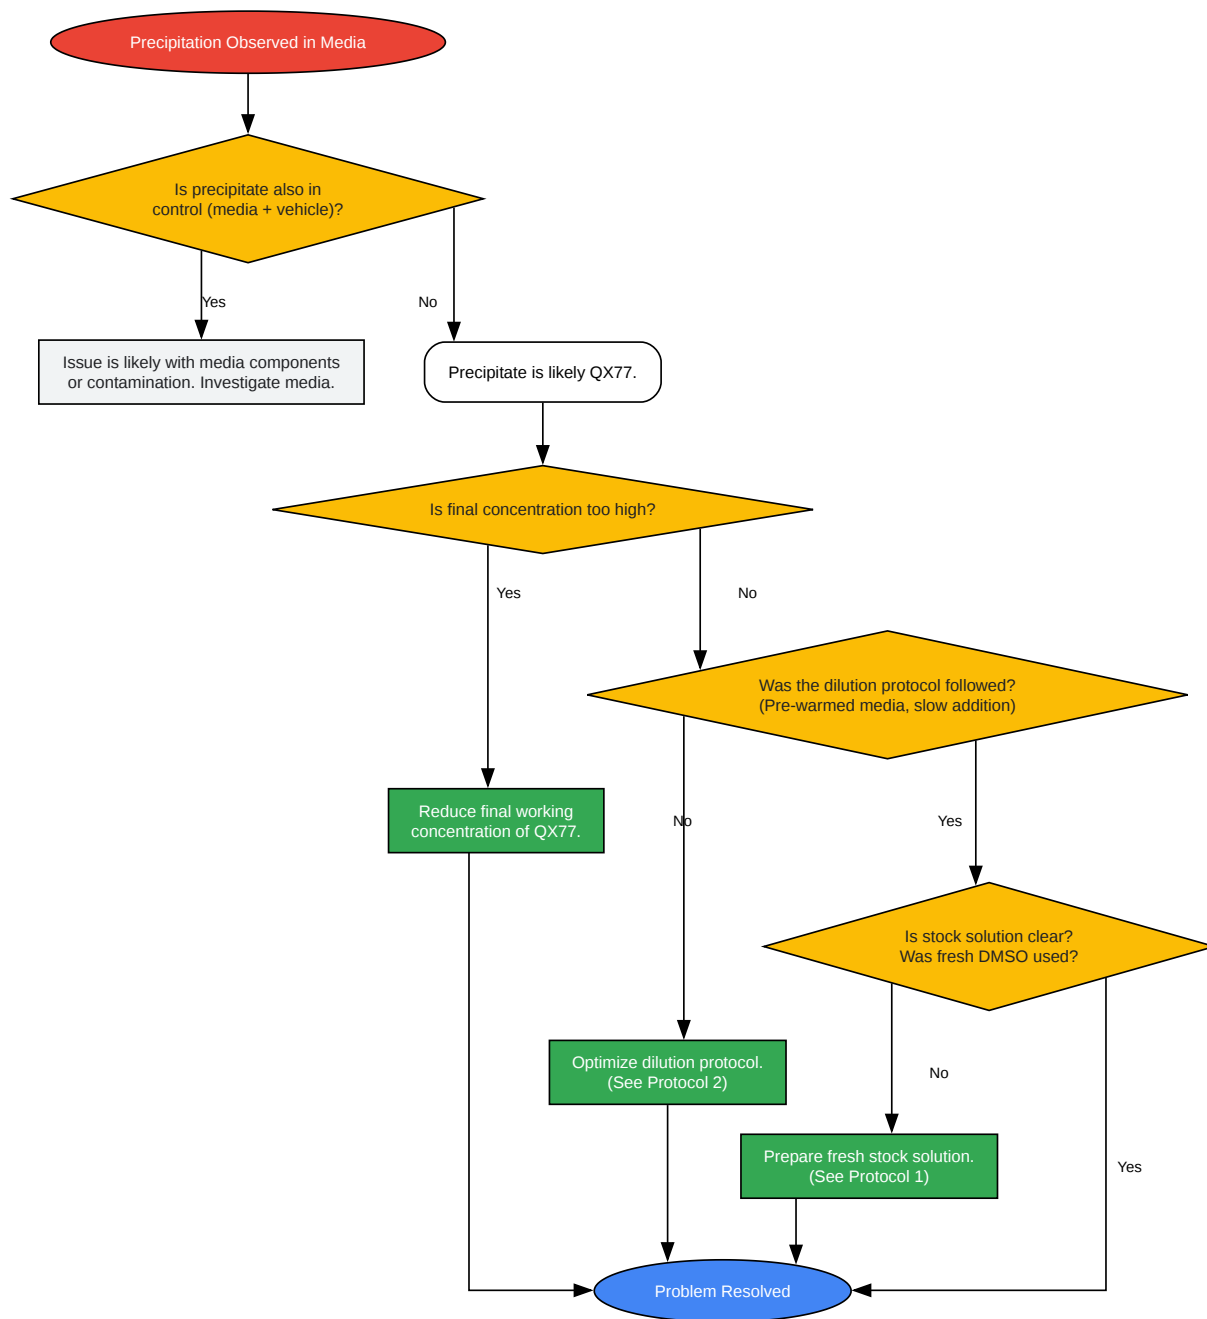 Precipitation Observed in Media
Is precipitate also in
control (media + vehicle)?
Yes
No
Issue is likely with media components
or contamination. Investigate media.
Precipitate is likely QX77.
Is final concentration too high?
Yes
No
Was the dilution protocol followed?
(Pre-warmed media, slow addition)
Reduce final working
concentration of QX77.
No
Yes
Is stock solution clear?
Was fresh DMSO used?
Optimize dilution protocol.
(See Protocol 2)
No
Prepare fresh stock solution.
(See Protocol 1)
Yes
Problem Resolved